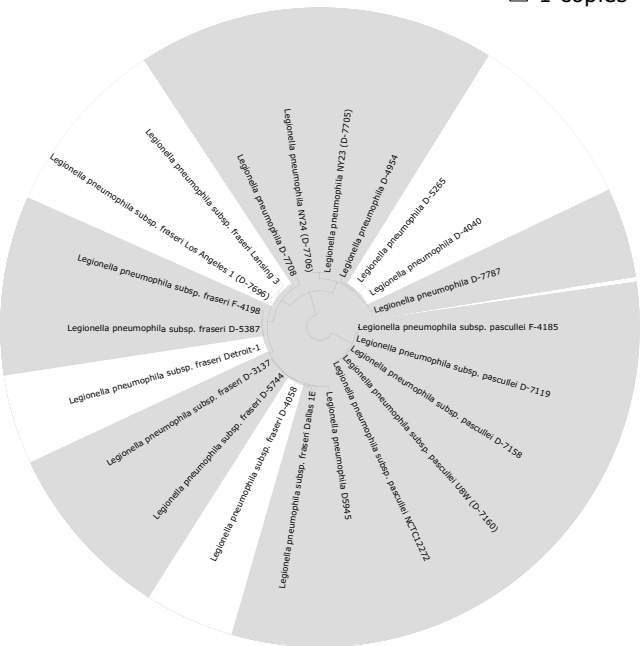 1 copies
Legionella pneumophila NY24 (D-7706)
Legionella pneumophila NY23 (D-7705)
Legionella pneumophila D-4954
Legionella pneumophila D-5265
Legionella pneumophila D-4040
Legionella pneumophila D-7787
Legionella pneumophila subsp. pascullei F-4185
Legionella pneumophila subsp. pascullei D-7119
Legionella pneumophila subsp. pascullei D-7158
Legionella pneumophila subsp. pascullei U8W (D-7160)
Legionella pneumophila subsp. pascullei NCTC12272
Legionella pneumophila D5945
Legionella pneumophila subsp. fraseri Dallas 1E
Legionella pneumophila subsp. fraseri D-4058
Legionella pneumophila subsp. fraseri D-5744
Legionella pneumophila subsp. fraseri D-3137
Legionella pneumophila subsp. fraseri Detroit-1
Legionella pneumophila subsp. fraseri D-5387
Legionella pneumophila subsp. fraseri F-4198
Legionella pneumophila subsp. fraseri Los Angeles 1 (D-7696)
Legionella pneumophila subsp. fraseri Lansing 3
Legionella pneumophila D-7708